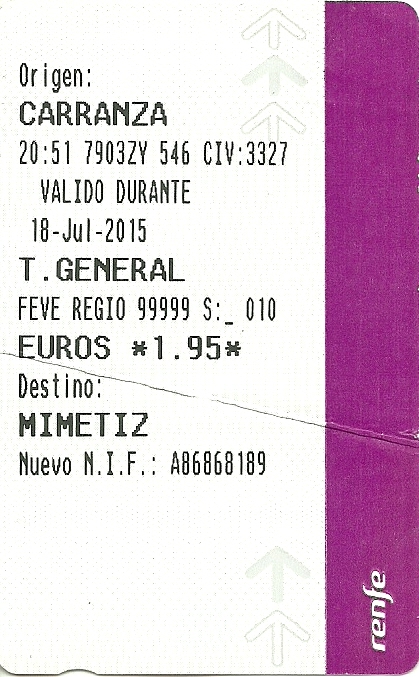 Origen:
CARRANZA
20:51 7903ZY 546 CIV:3327
VALIDO DURANTE
18-Jul-2015
T.GENERAL
FEVE REGIO 99999 S:_ 010
EUROS *1.95*
Destino:
MIMETIZ
Nuevo N.I.F.: A86868189
renfe